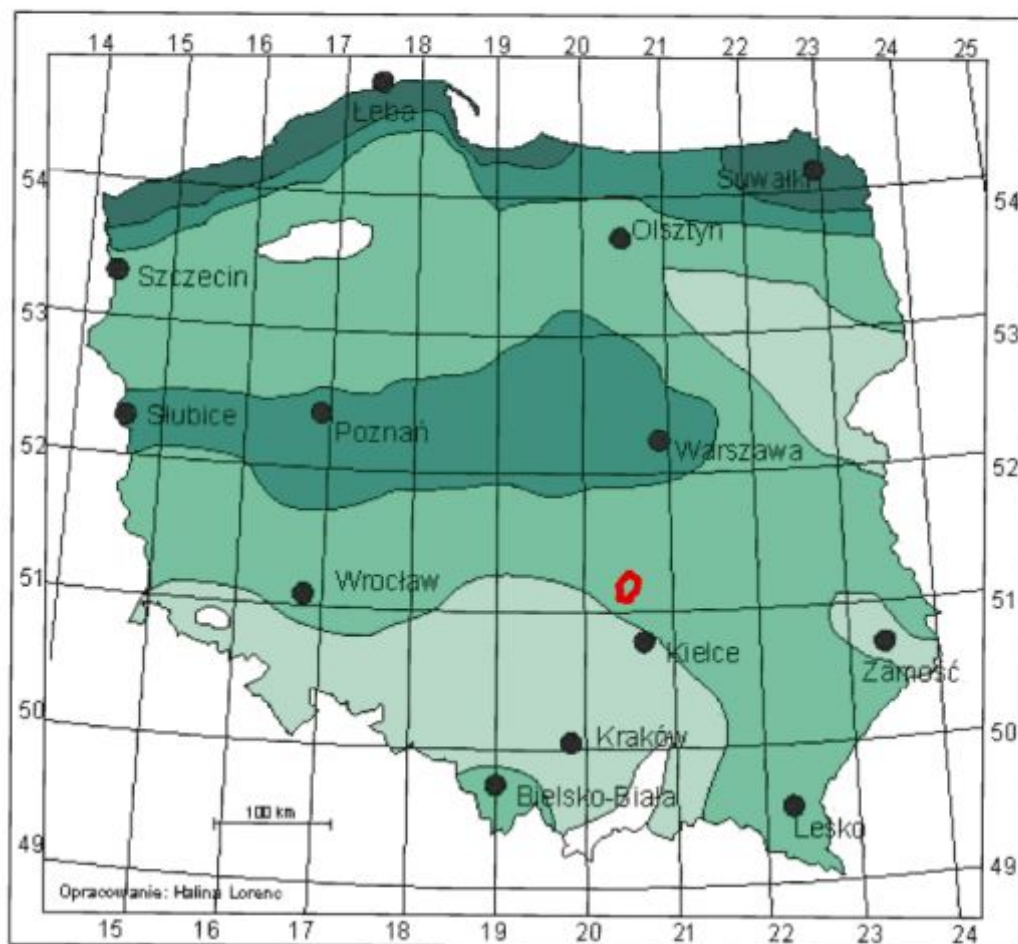 14 15 16 17 18 19 20 21 22 23 24 25
Łeba
54 Suwałki 54
Olsztyn
Szczecin
53 53
Słubice Poznań Warszawa
52 52
51 Wrocław 51
Kielce
Zamość
50 Kraków 50
Bielsko-Biała
100 km Lesko
49 49
Opracowanie: Halina Lorenc
15 16 17 18 19 20 21 22 23 24